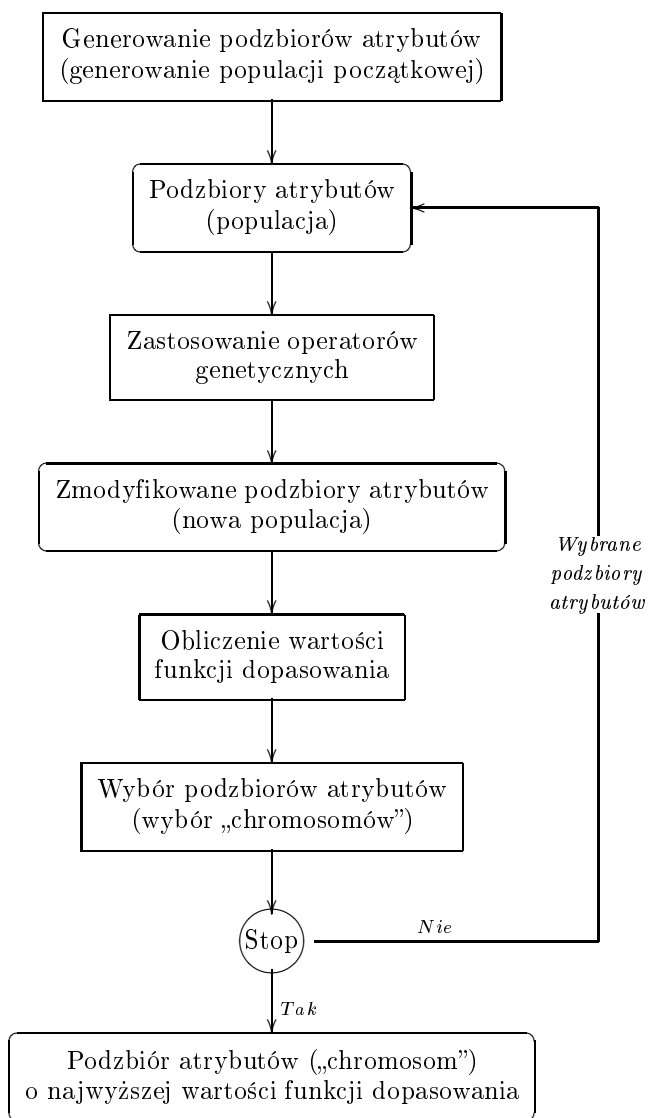 Generowanie podzbiorów atrybutów
(generowanie populacji początkowej)
Podzbiory atrybutów
(populacja)
Zastosowanie operatorów
genetycznych
Zmodyfikowane podzbiory atrybutów
(nowa populacja)
Wybrane
podzbiory
atrybutów
Obliczenie wartości
funkcji dopasowania
Wybór podzbiorów atrybutów
(wybór „chromosomów”)
Stop
Nie
Tak
Podzbiór atrybutów („chromosom”)
o najwyższej wartości funkcji dopasowania